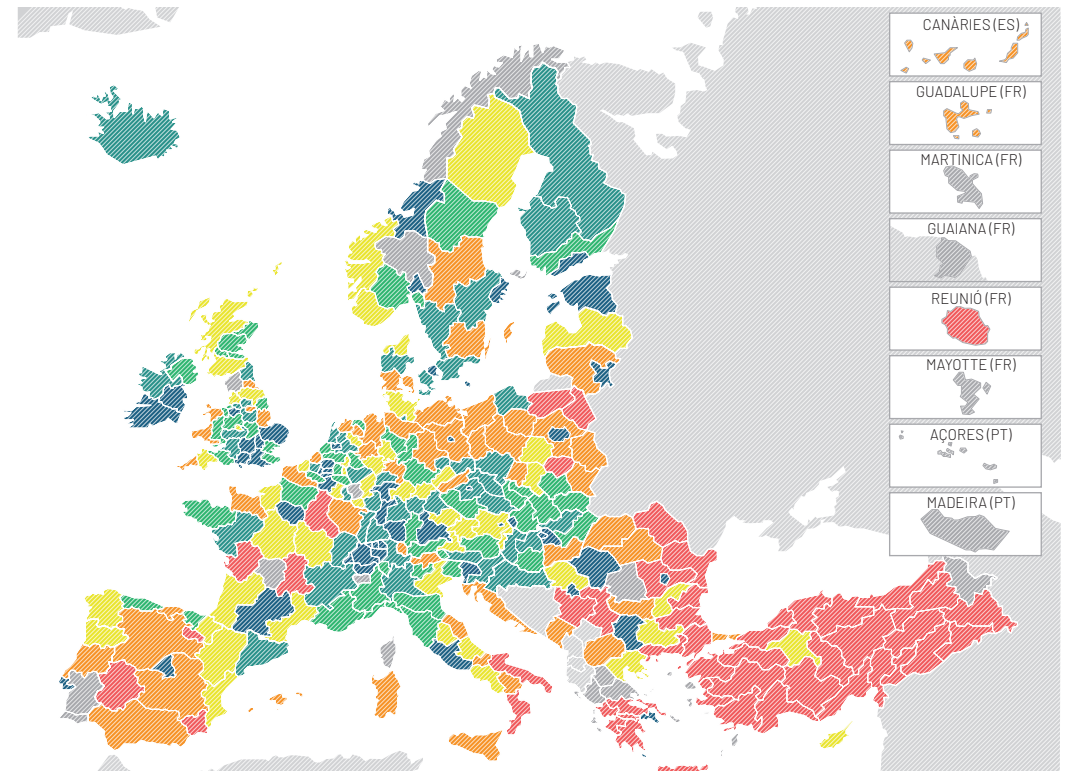 CANÀRIES (ES)
GUADALUPE (FR)
MARTINICA (FR)
GUAIANA (FR)
REUNIÓ (FR)
MAYOTTE (FR)
AÇORES (PT)
MADEIRA (PT)